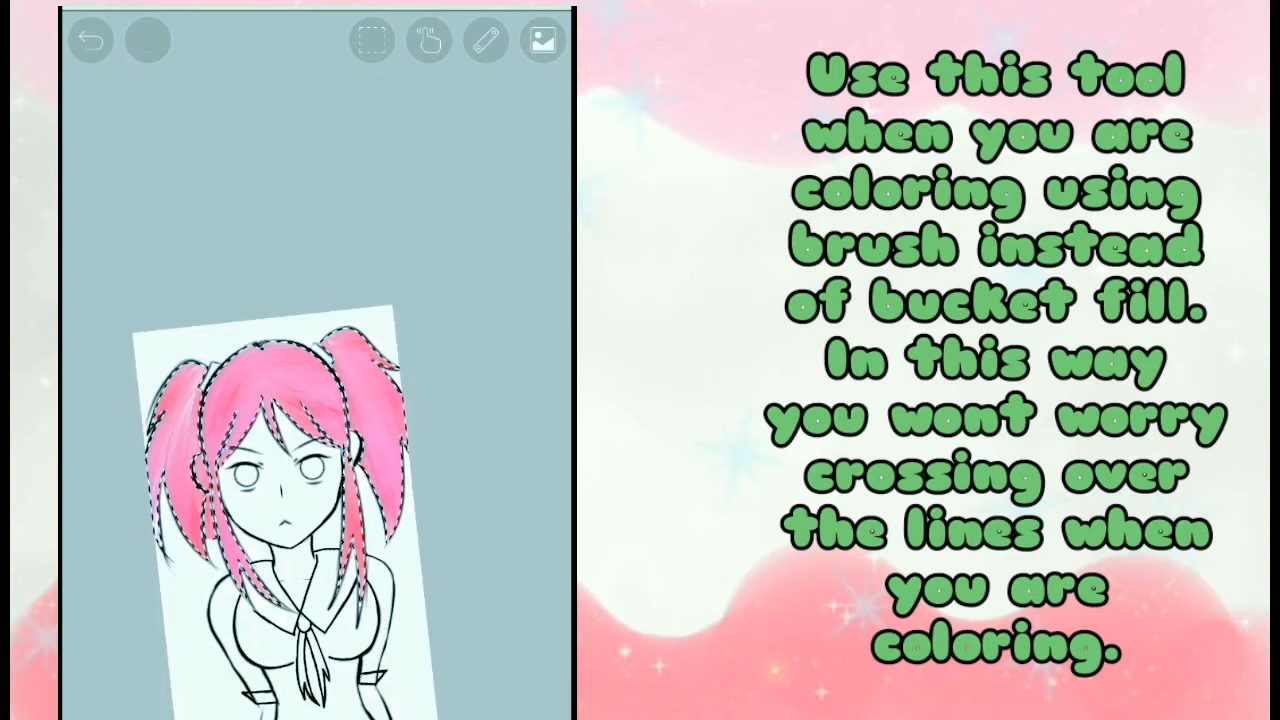 Use this tool
when you are
coloring using
brush instead
of bucket fill.
In this way
you wont worry
crossing over
the lines when
you are
coloring.